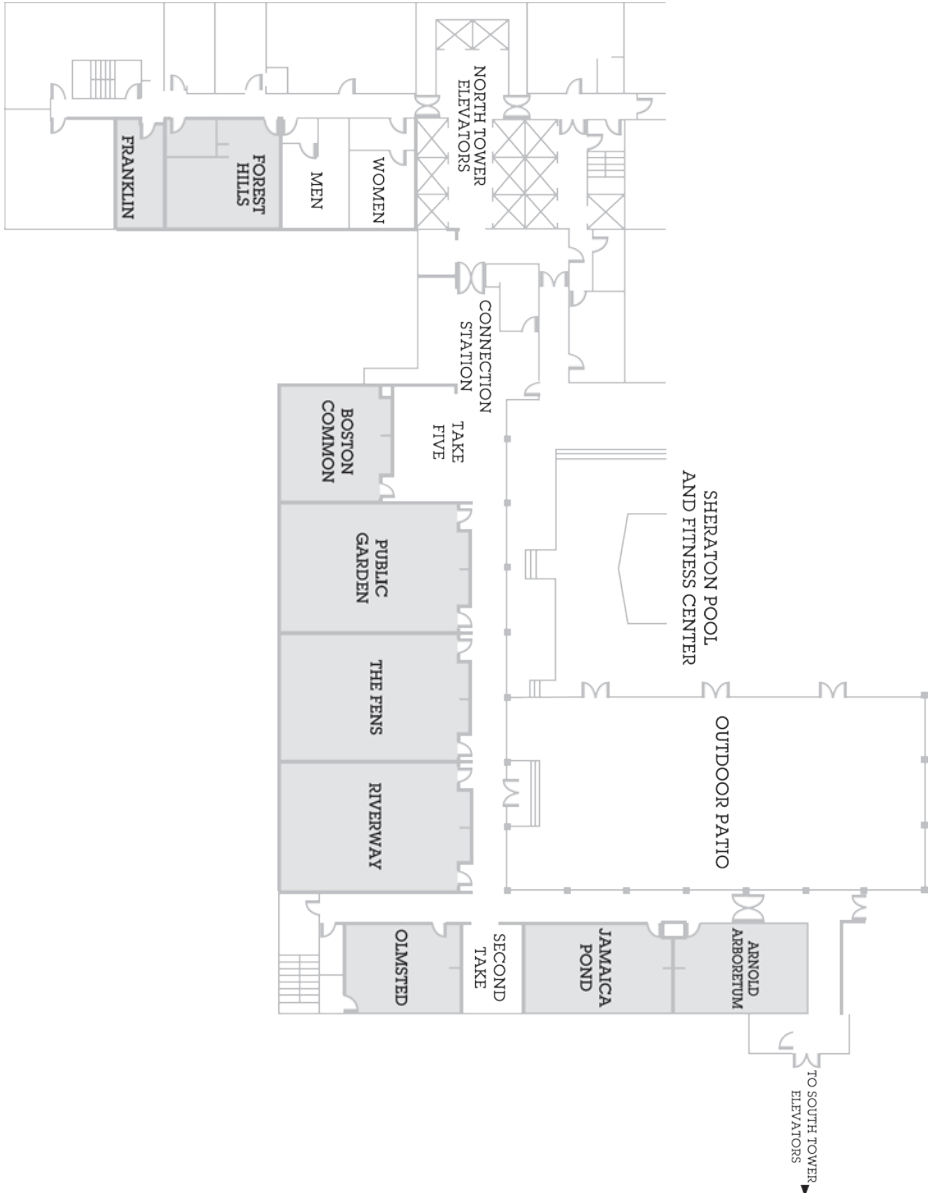 NORTH TOWER
ELEVATORS
FRANKLIN
FOREST
HILLS
MEN
WOMEN
CONNECTION
STATION
TAKE
FIVE
BOSTON
COMMON
SHERATON POOL
AND FITNESS CENTER
PUBLIC
GARDEN
THE FENS
OUTDOOR PATIO
RIVERWAY
OLMSTED
SECOND
TAKE
JAMAICA
POND
ARNOLD
ARBORETUM
TO SOUTH TOWER
ELEVATORS